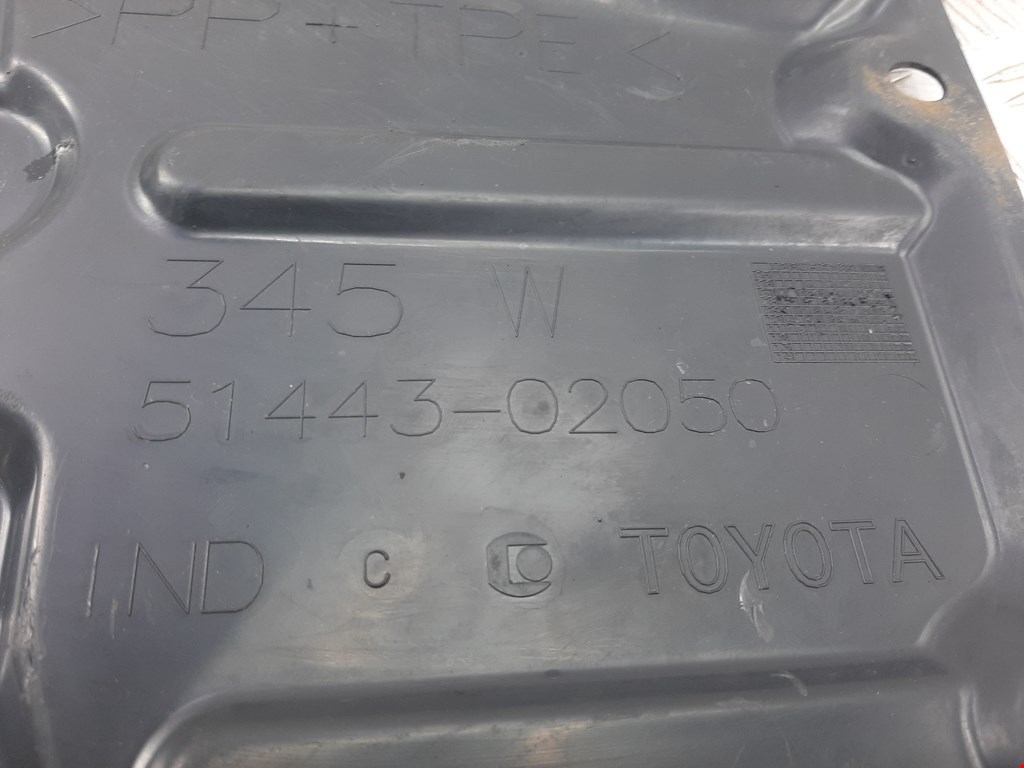 >PP+TPE<
345 W
51443-02050
IND C TOYOTA